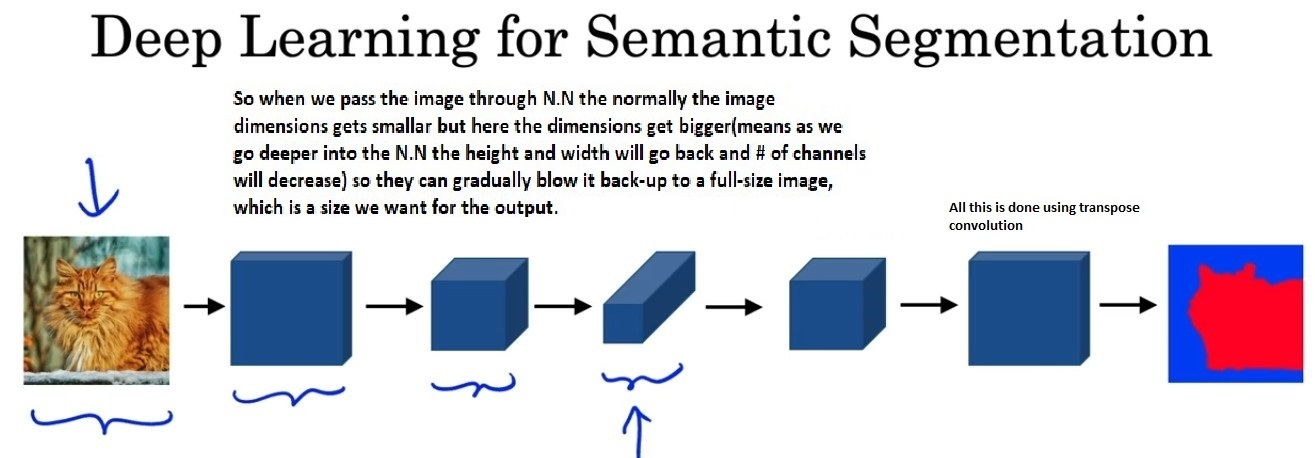 Deep Learning for Semantic Segmentation
So when we pass the image through N.N the normally the image
dimensions gets smallar but here the dimensions get bigger(means as we
go deeper into the N.N the height and width will go back and # of channels
will decrease) so they can gradually blow it back-up to a full-size image,
which is a size we want for the output.
All this is done using transpose
convolution